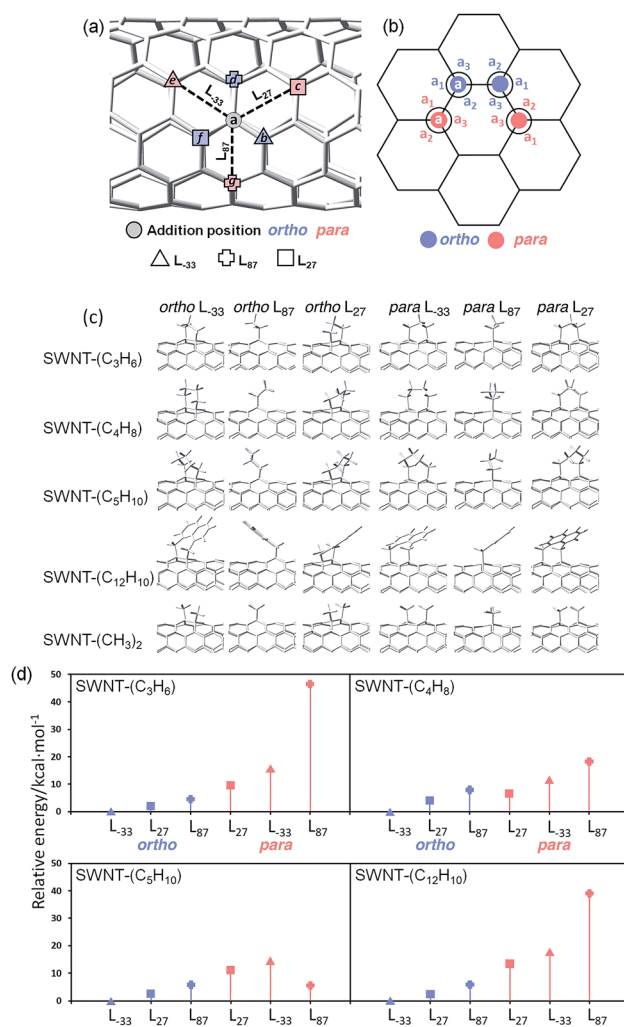 (a)
e
d
c
L-33
L27
a
f
b
L87
g
Addition position ortho para
L-33 L87 L27
(b)
a3 a2
a1 a a1
a2 a3
a1 a2
a a3 a3
a2 a1
ortho para
(c)
ortho L-33 ortho L87 ortho L27 para L-33 para L87 para L27
SWNT-(C3H6)
SWNT-(C4H8)
SWNT-(C5H10)
SWNT-(C12H10)
SWNT-(CH3)2
(d)
Relative energy/kcal·mol-1
50
40
30
20
10
0
SWNT-(C3H6)
L-33 L27 L87 L27 L-33 L87
ortho para
SWNT-(C4H8)
L-33 L27 L87 L27 L-33 L87
ortho para
50
40
30
20
10
0
SWNT-(C5H10)
L-33 L27 L87 L27 L-33 L87
SWNT-(C12H10)
L-33 L27 L87 L27 L-33 L87